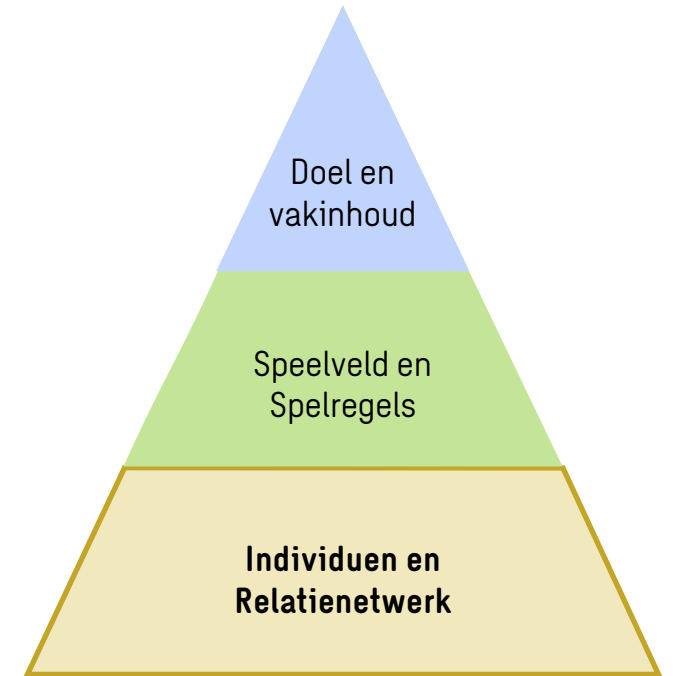 Doel en
vakinhoud
Speelveld en
Spelregels
Individuen en
Relatienetwerk